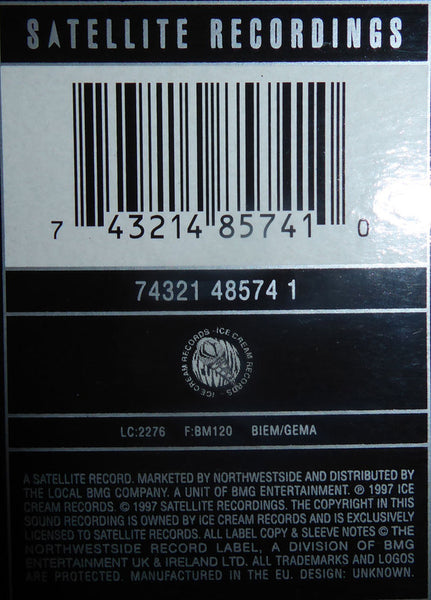 SATELLITE RECORDINGS
7 43214 85741 0
74321 48574 1
ICE CREAM RECORDS · ICE CREAM RECORDS ·
LC:2276 F:BM120 BIEM/GEMA
A SATELLITE RECORD. MARKETED BY NORTHWESTSIDE AND DISTRIBUTED BY
THE LOCAL BMG COMPANY. A UNIT OF BMG ENTERTAINMENT. ℗ 1997 ICE
CREAM RECORDS. © 1997 SATELLITE RECORDINGS. THE COPYRIGHT IN THIS
SOUND RECORDING IS OWNED BY ICE CREAM RECORDS AND IS EXCLUSIVELY
LICENSED TO SATELLITE RECORDS. ALL LABEL COPY & SLEEVE NOTES © THE
NORTHWESTSIDE RECORD LABEL, A DIVISION OF BMG
ENTERTAINMENT UK & IRELAND LTD. ALL TRADEMARKS AND LOGOS
ARE PROTECTED. MANUFACTURED IN THE EU. DESIGN: UNKNOWN.